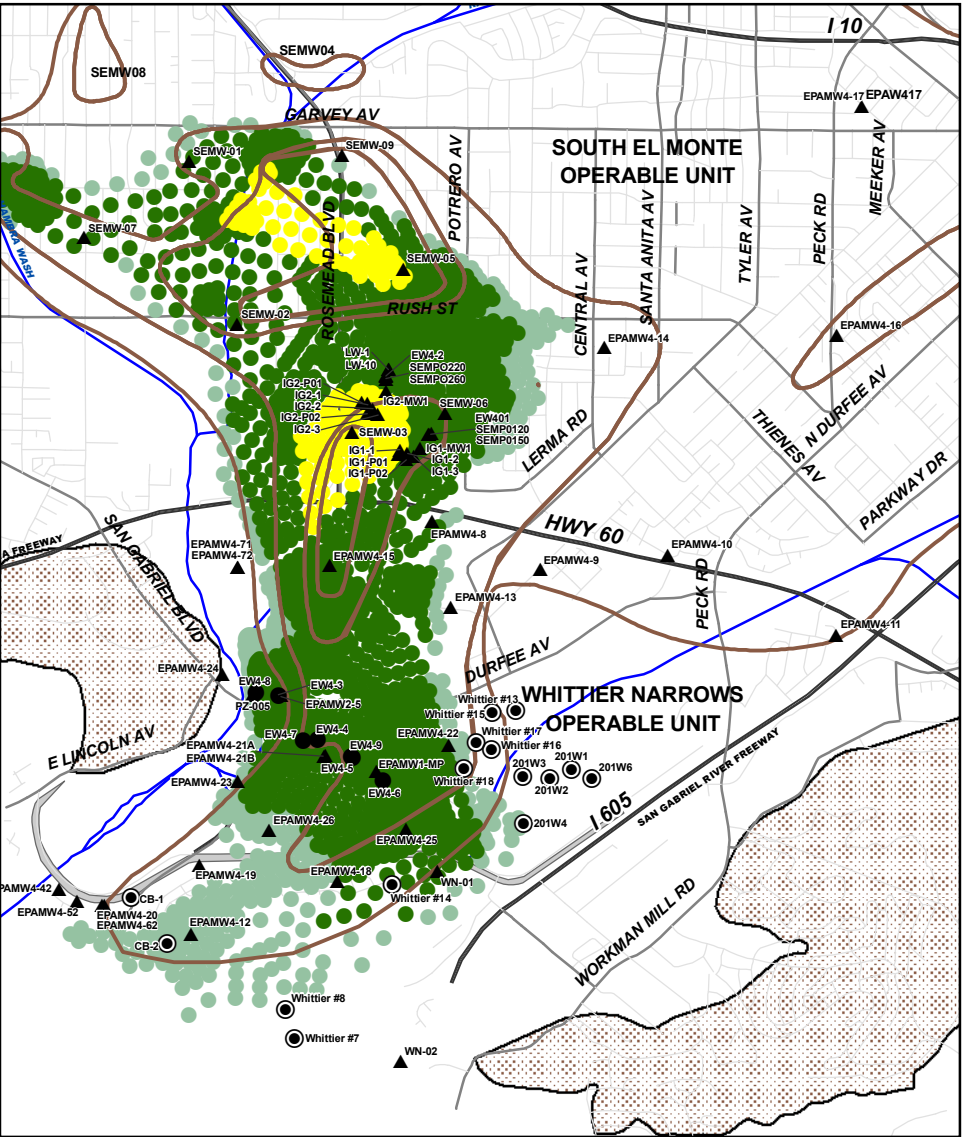 I 10
SEMW04
SEMW08
EPAMW4-17
EPAW417
GARVEY AV
SEMW-01
SEMW-09
POTRERO AV
SOUTH EL MONTE
OPERABLE UNIT
MEEKER AV
SANTA ANITA AV
TYLER AV
PECK RD
SEMW-07
ROSEMEAD BLVD
SEMW-05
CENTRAL AV
RUSH ST
SEMW-02
EPAMW4-14
EPAMW4-16
LW-1
LW-10
EW4-2
SEMPO220
SEMPO260
IG2-P01
IG2-1
IG2-2
IG2-P02
IG2-3
IG2-MW1
SEMW-06
SEMW-03
EW401
SEMP0120
SEMP0150
IG1-1
IG1-P01
IG1-P02
IG1-MW1
IG1-2
IG1-3
LERMA RD
THIENES AV
N DURFEE AV
PARKWAY DR
HWY 60
EPAMW4-8
A FREEWAY
SAN GABRIEL BLVD
EPAMW4-71
EPAMW4-72
EPAMW4-15
EPAMW4-9
EPAMW4-10
EPAMW4-13
PECK RD
EPAMW4-11
DURFEE AV
EPAMW4-24
EW4-8
PZ-005
EW4-3
EPAMW2-5
WHITTIER NARROWS
OPERABLE UNIT
Whittier #13
Whittier #15
Whittier #17
Whittier #16
Whittier #18
E LINCOLN AV
EW4-7
EW4-4
EW4-9
EPAMW4-22
EPAMW4-21A
EPAMW4-21B
EW4-5
EPAMW1-MP
EW4-6
EPAMW4-23
201W3
201W1
201W6
201W2
201W4
I 605
SAN GABRIEL RIVER FREEWAY
EPAMW4-26
EPAMW4-25
EPAMW4-19
EPAMW4-18
WN-01
Whittier #14
PAMW4-42
EPAMW4-52
CB-1
EPAMW4-20
EPAMW4-62
EPAMW4-12
CB-2
WORKMAN MILL RD
Whittier #8
Whittier #7
WN-02